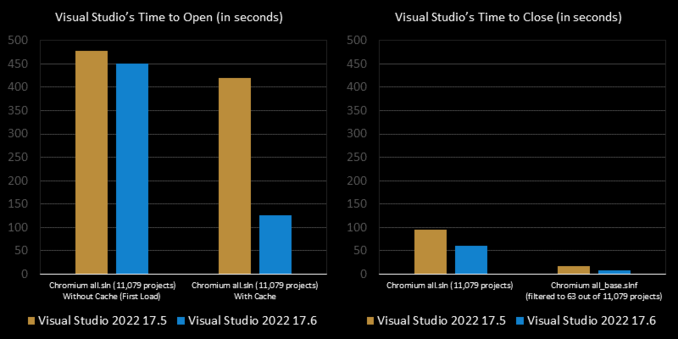 Visual Studio's Time to Open (in seconds)
500
450
400
350
300
250
200
150
100
50
0
Chromium all.sln (11,079 projects)
Without Cache (First Load)
Chromium all.sln (11,079 projects)
With Cache
Visual Studio 2022 17.5
Visual Studio 2022 17.6
Visual Studio's Time to Close (in seconds)
500
450
400
350
300
250
200
150
100
50
0
Chromium all.sln (11,079 projects)
Chromium all_base.slnf
(filtered to 63 out of 11,079 projects)
Visual Studio 2022 17.5
Visual Studio 2022 17.6